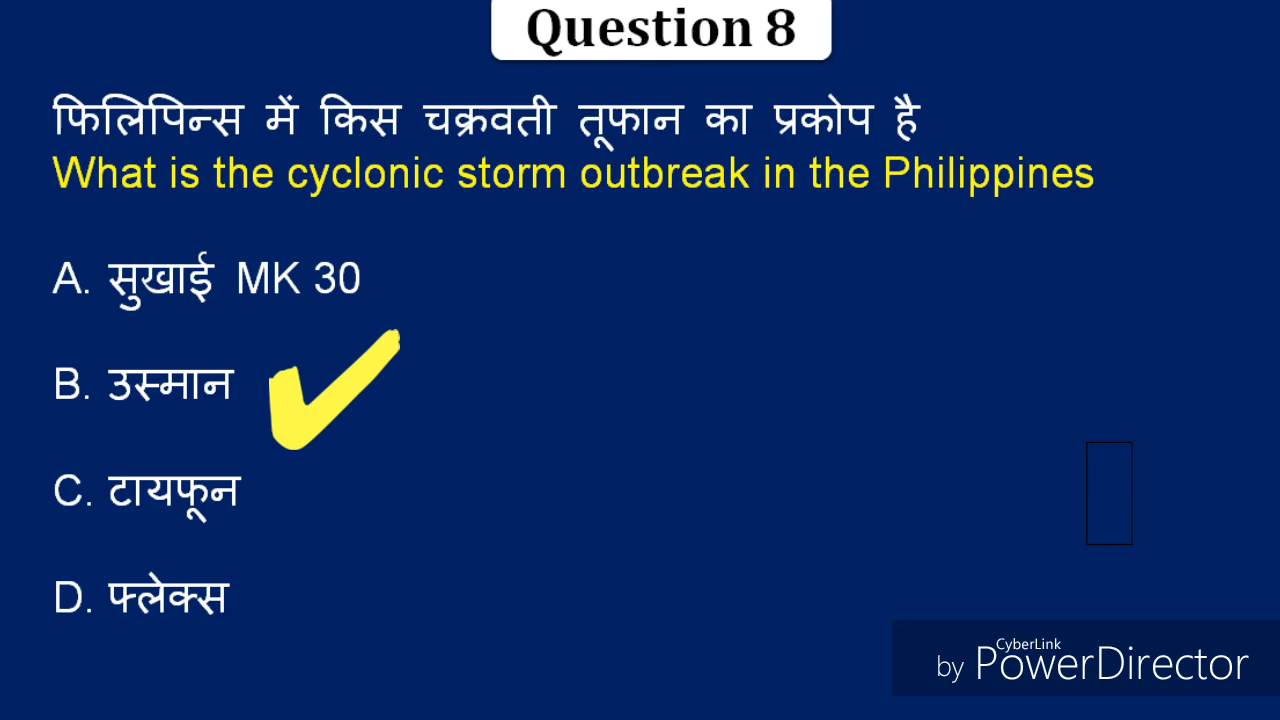 Question 8
फिलिपिन्स में किस चक्रवती तूफान का प्रकोप है
What is the cyclonic storm outbreak in the Philippines
A. सुखाई MK 30
B. उस्मान
C. टायफून
D. फ्लेक्स
CyberLink
by PowerDirector